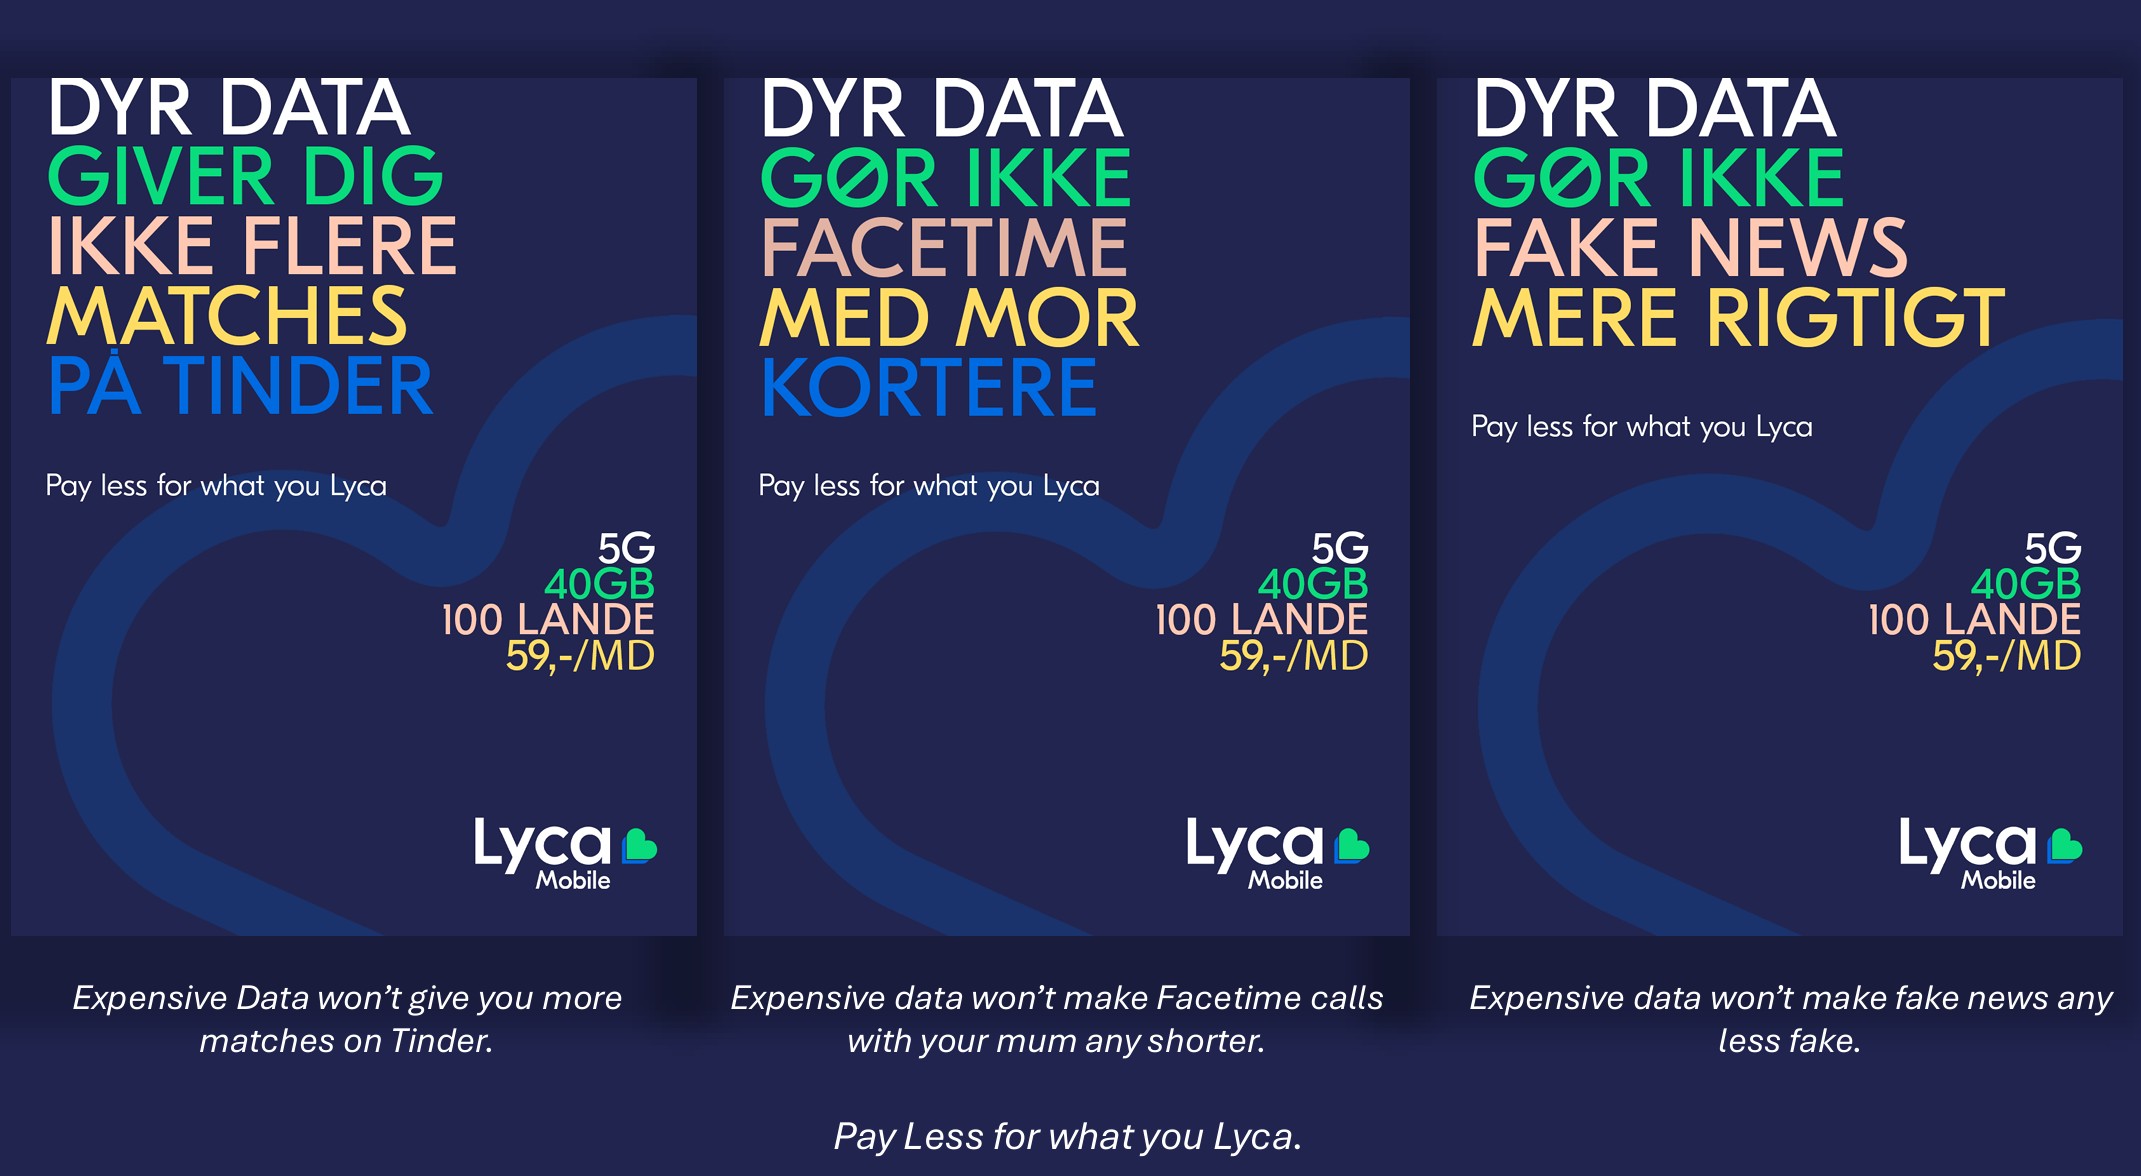 DYR DATA
GIVER DIG
IKKE FLERE
MATCHES
PÅ TINDER
Pay less for what you Lyca
5G
40GB
100 LANDE
59,-/MD
Lyca
Mobile
Expensive Data won’t give you more
matches on Tinder.
DYR DATA
GØR IKKE
FACETIME
MED MOR
KORTERE
Pay less for what you Lyca
5G
40GB
100 LANDE
59,-/MD
Lyca
Mobile
Expensive data won’t make Facetime calls
with your mum any shorter.
DYR DATA
GØR IKKE
FAKE NEWS
MERE RIGTIGT
Pay less for what you Lyca
5G
40GB
100 LANDE
59,-/MD
Lyca
Mobile
Expensive data won’t make fake news any
less fake.
Pay Less for what you Lyca.